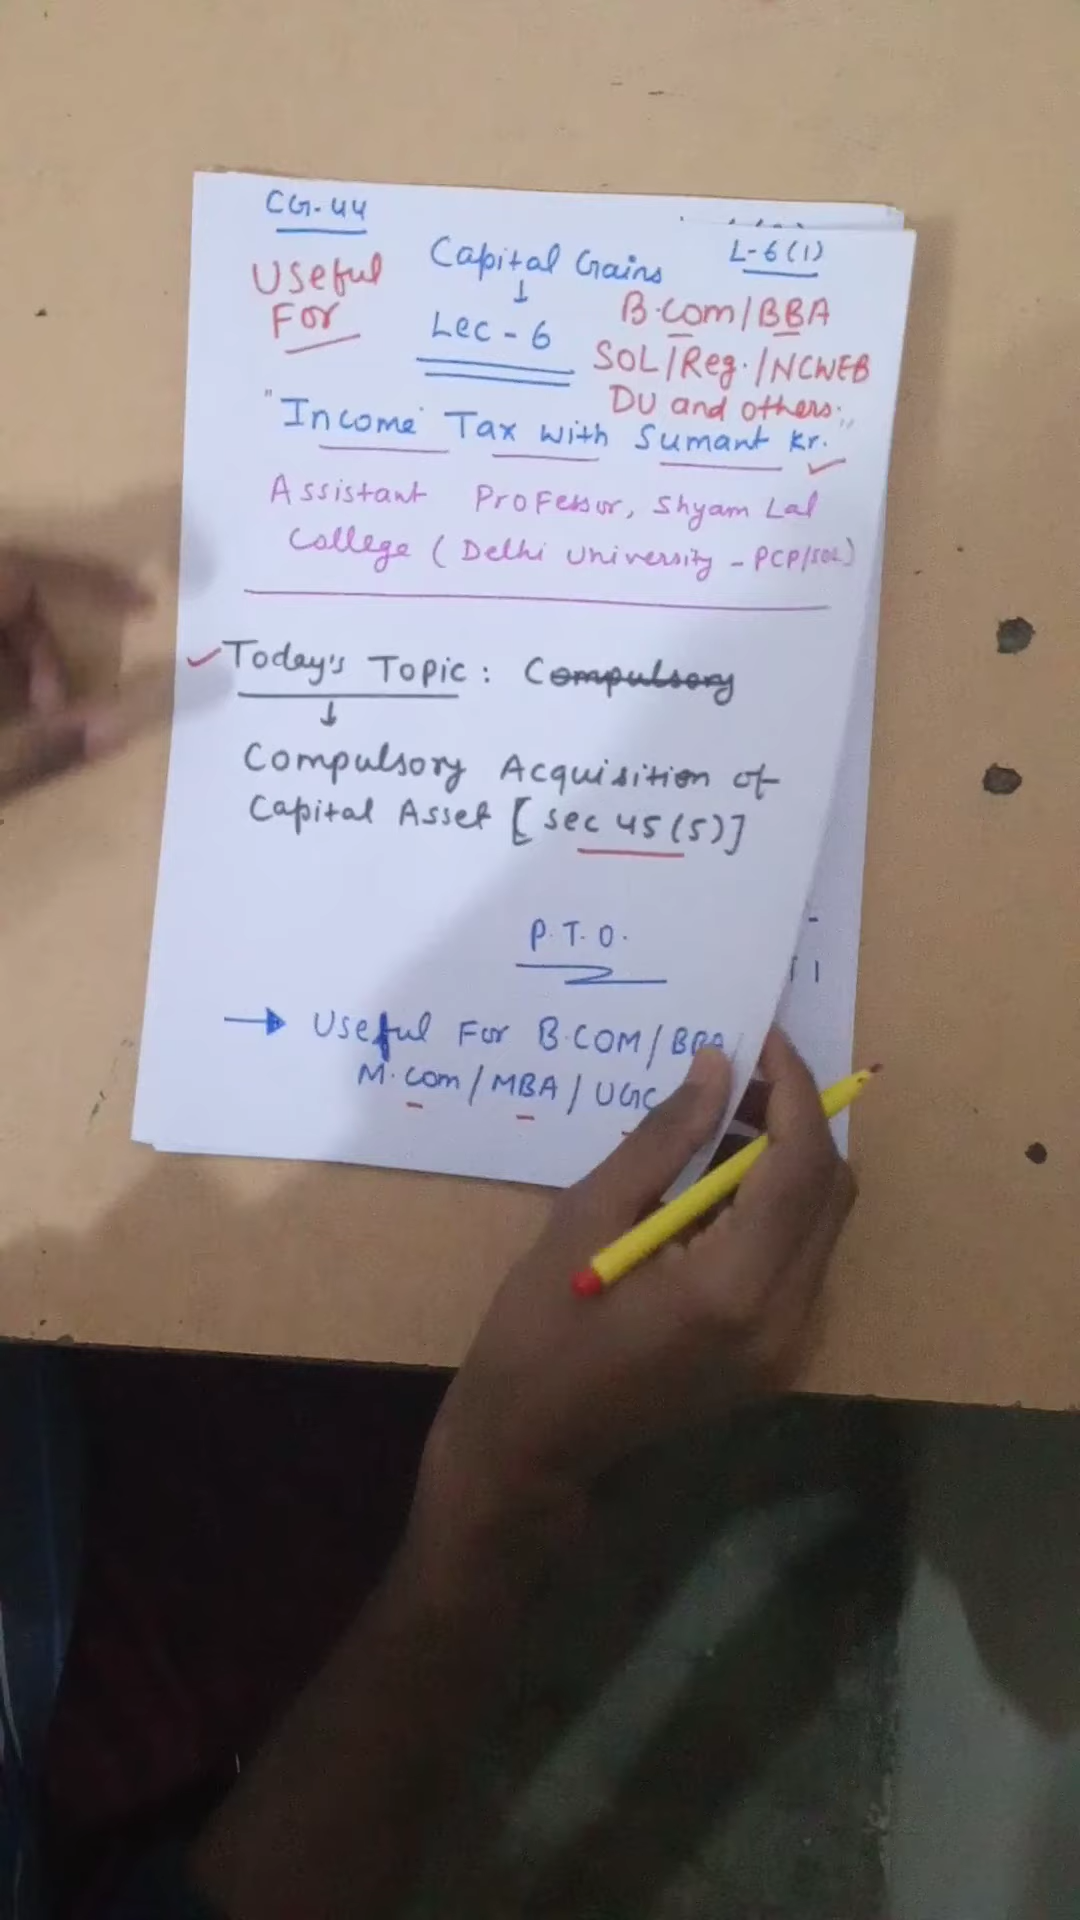 CG-44
L-6(1)
Capital Gains
↓
Lec - 6
Useful
For
B.Com/BBA
SOL/Reg./NCWEB
DU and others.
"Income Tax with Sumant Kr."
Assistant Professor, Shyam Lal
College (Delhi University - PCP/SOL)
Today's Topic: Compulsory
↓
Compulsory Acquisition of
Capital Asset [sec 45(5)]
P.T.O.
→ Useful For B.COM/BBA
M.Com/MBA/UGC